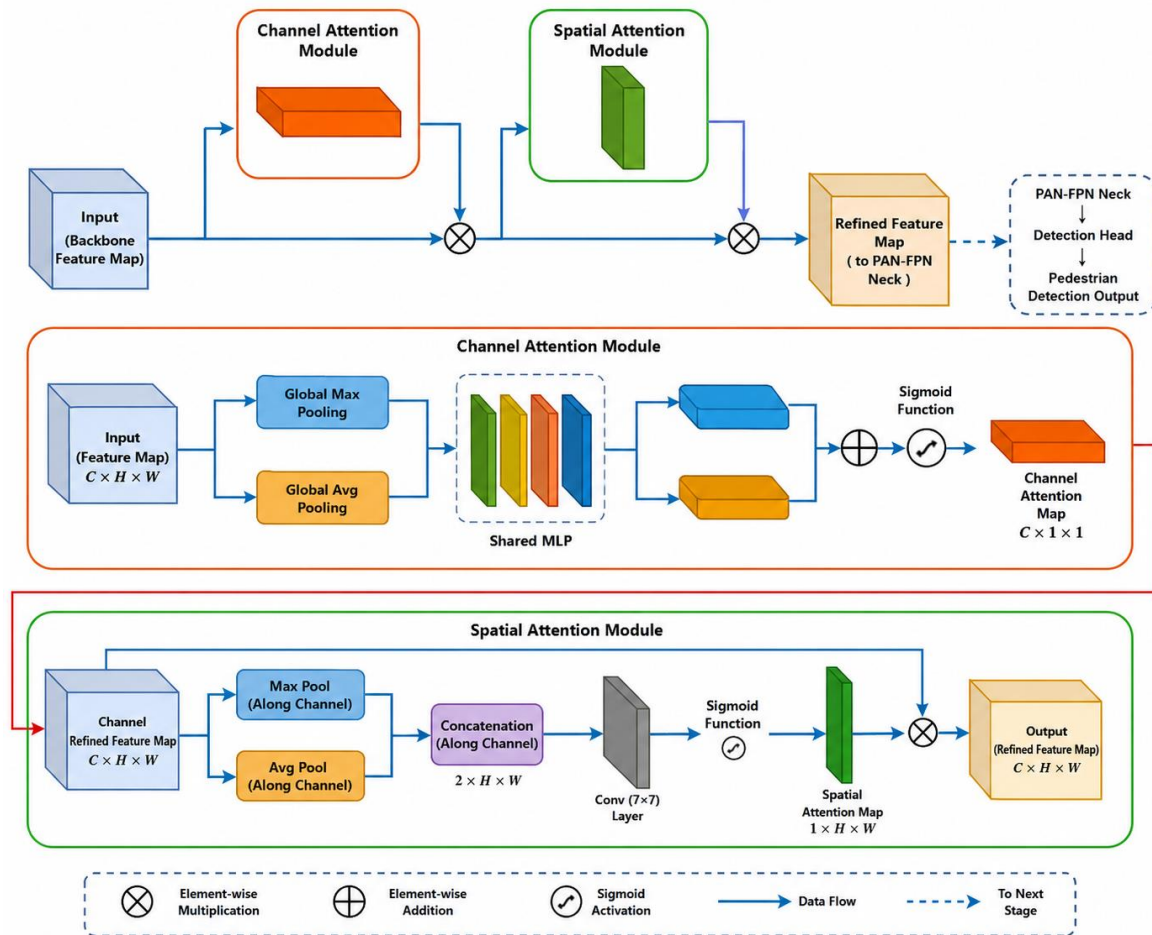 Channel Attention
Module
Spatial Attention
Module
Input
(Backbone
Feature Map)
Refined Feature
Map
( to PAN-FPN
Neck )
PAN-FPN Neck
↓
Detection Head
↓
Pedestrian
Detection Output
Channel Attention Module
Input
(Feature Map)
C × H × W
Global Max
Pooling
Global Avg
Pooling
Shared MLP
Sigmoid
Function
Channel
Attention
Map
C × 1 × 1
Spatial Attention Module
Channel
Refined Feature Map
C × H × W
Max Pool
(Along Channel)
Avg Pool
(Along Channel)
Concatenation
(Along Channel)
2 × H × W
Conv (7×7)
Layer
Sigmoid
Function
Spatial
Attention Map
1 × H × W
Output
(Refined Feature Map)
C × H × W
Element-wise
Multiplication
Element-wise
Addition
Sigmoid
Activation
Data Flow
To Next
Stage